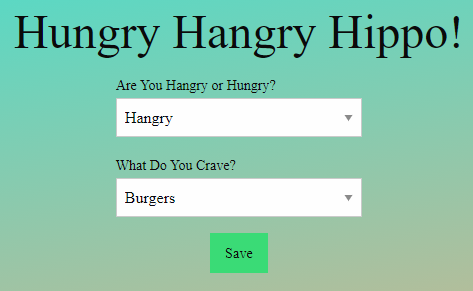 Hungry Hangry Hippo!
Are You Hangry or Hungry?
Hangry
What Do You Crave?
Burgers
Save